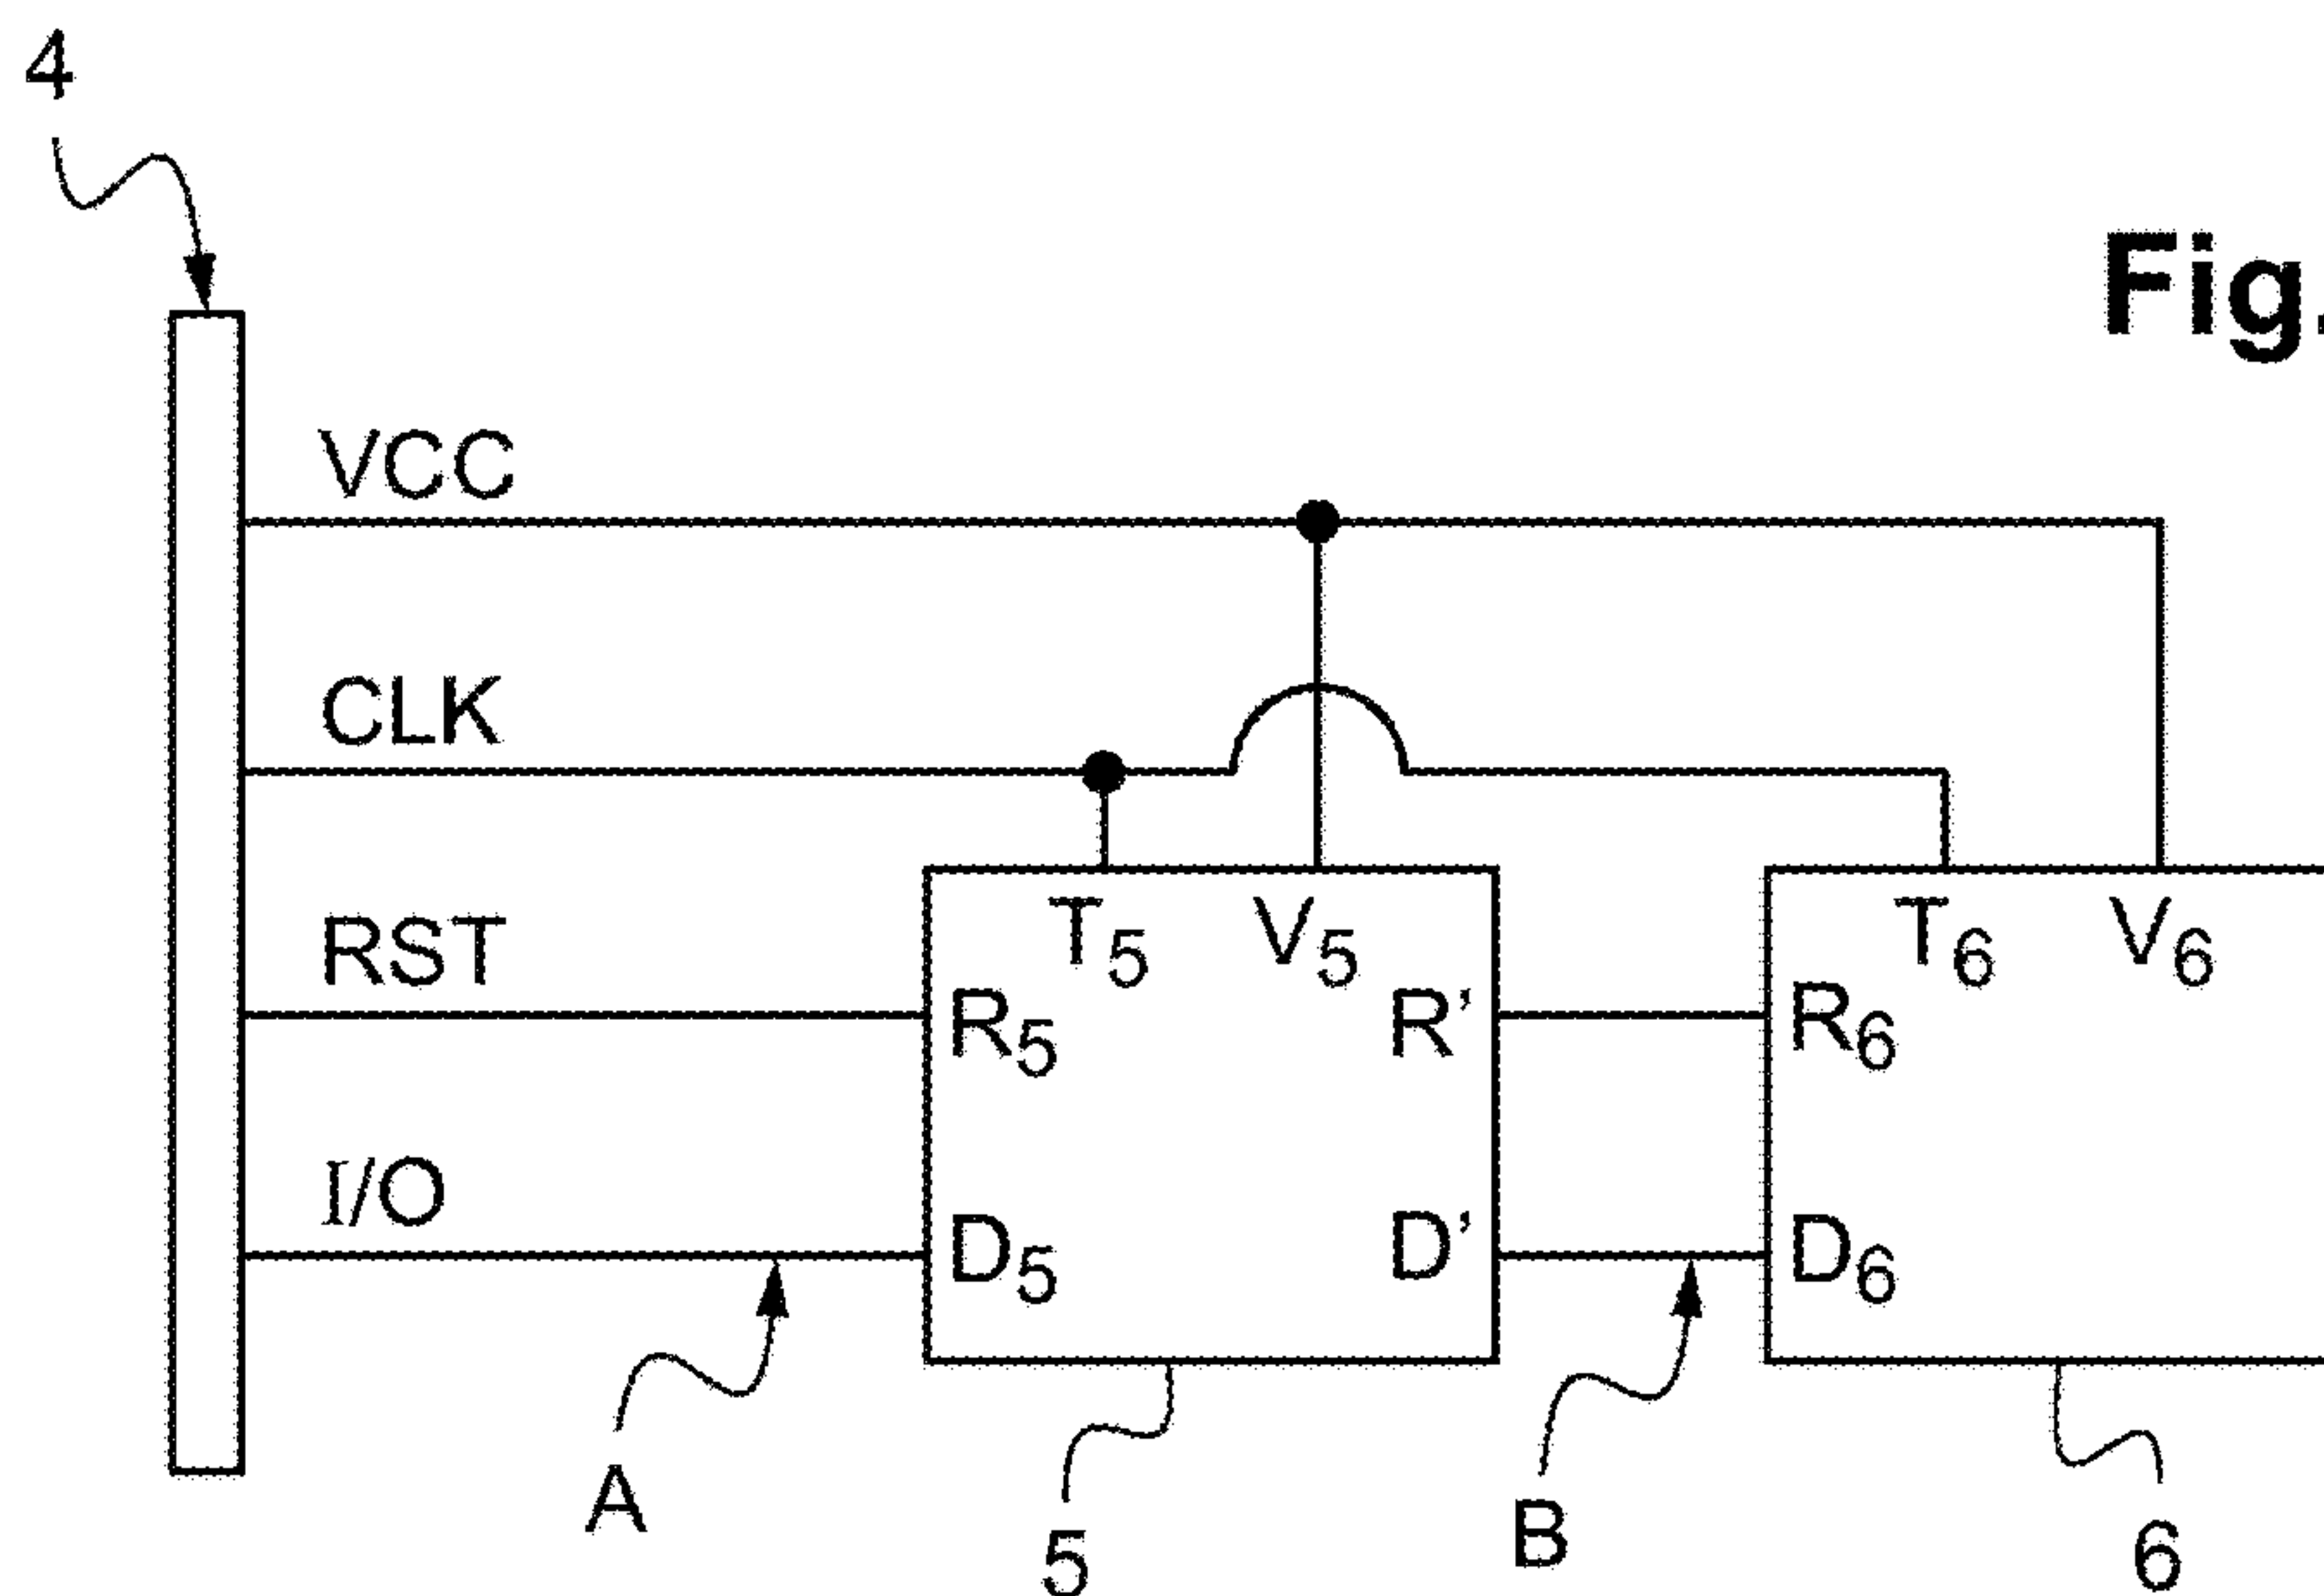 4
Fig.
VCC
CLK
RST
I/O
T5 V5
R5 R'
D5 D'
T6 V6
R6
D6
A
5
B
6